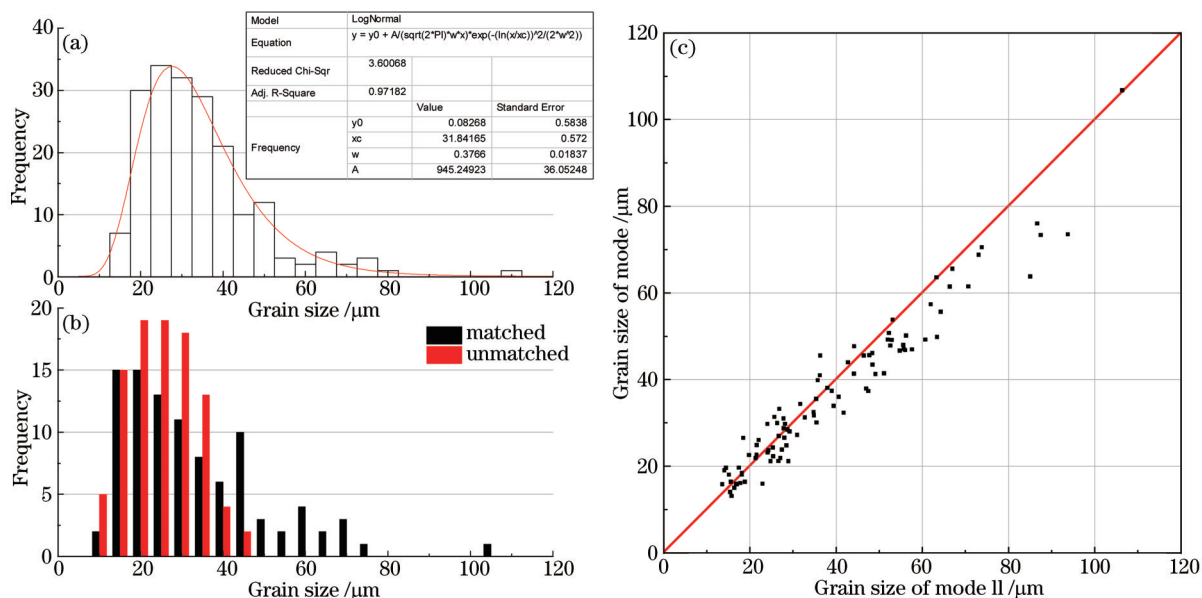 (a)
Model LogNormal
Equation y = y0 + A/(sqrt(2*PI)*w*x)*exp(-(ln(x/xc))^2/(2*w^2))
Reduced Chi-Sqr 3.60068
Adj. R-Square 0.97182
Value Standard Error
Frequency y0 0.08268 0.5838
xc 31.84165 0.572
w 0.3766 0.01837
A 945.24923 36.05248
Frequency
40
30
20
10
0
0 20 40 60 80 100 120
Grain size /μm
(b)
matched
unmatched
Frequency
20
15
10
5
0
0 20 40 60 80 100 120
Grain size /μm
(c)
Grain size of mode /μm
120
100
80
60
40
20
0
0 20 40 60 80 100 120
Grain size of mode ll /μm